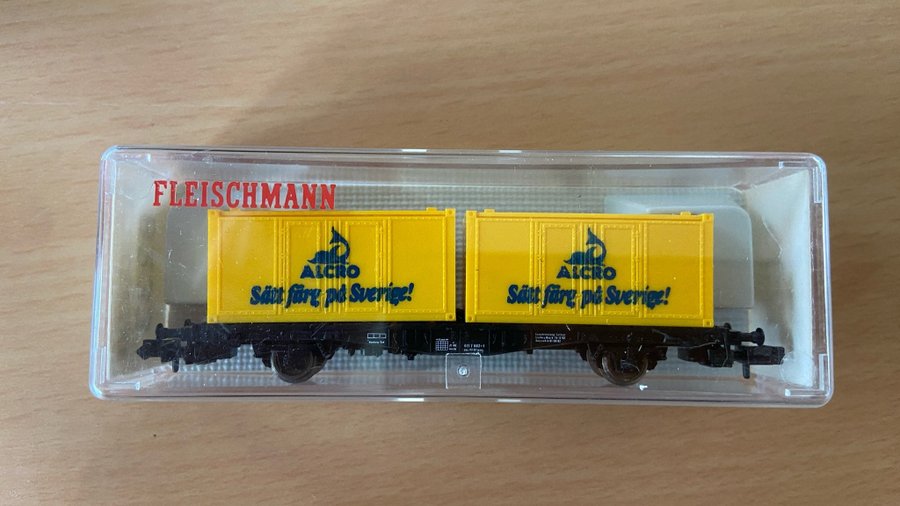 FLEISCHMANN
ALCRO
Sätt färg på Sverige!
ALCRO
Sätt färg på Sverige!